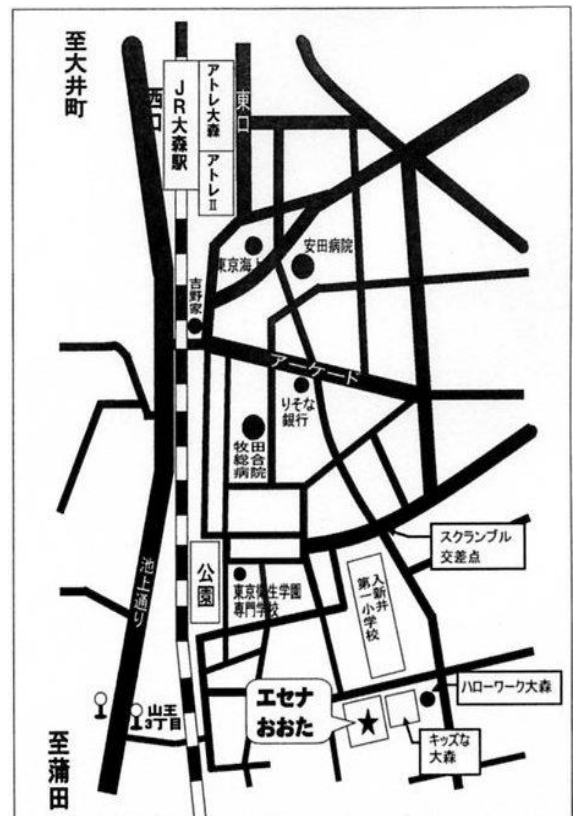 至大井町
西口
JR大森駅
アトレ大森
アトレⅡ
東口
東京海上
安田病院
吉野家
アーケード
りそな
銀行
牧田
総合
病院
スクランブル
交差点
池上通り
公園
東京衛生学園
専門学校
入新井
第一小学校
ハローワーク大森
エセナ
おおた
キッズな
大森
山王
3丁目
至蒲田